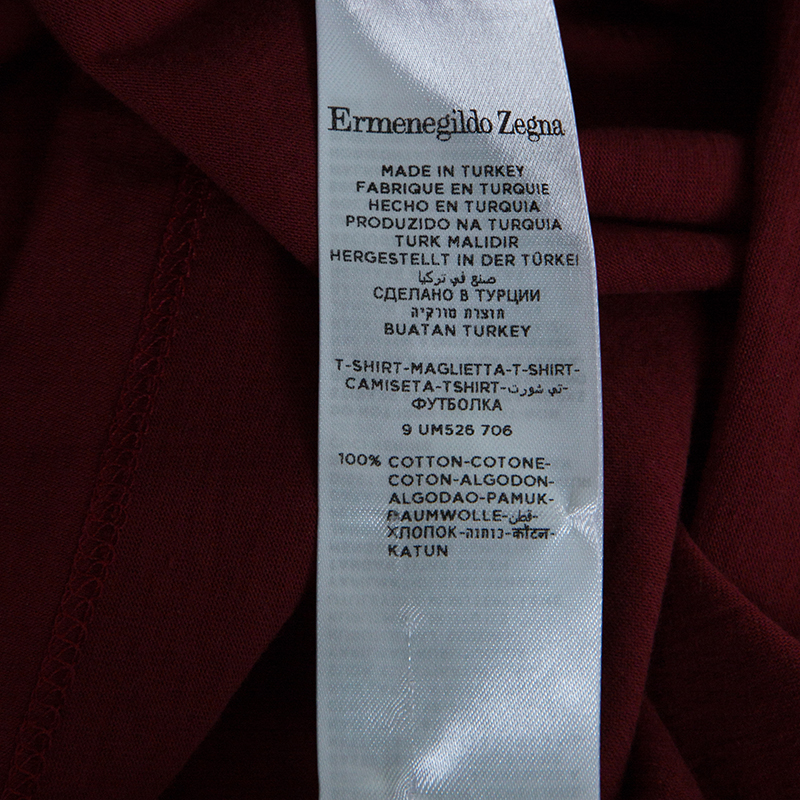 Ermenegildo Zegna
MADE IN TURKEY
FABRIQUE EN TURQUIE
HECHO EN TURQUIA
PRODUZIDO NA TURQUIA
TURK MALIDIR
HERGESTELLT IN DER TÜRKEI
صنع في تركيا
СДЕЛАНО В ТУРЦИИ
תוצרת טורקיה
BUATAN TURKEY
T-SHIRT-MAGLIETTA-T-SHIRT-
CAMISETA-TSHIRT-تي شورت-
ФУТБОЛКА
9 UM526 706
100% COTTON-COTONE-
COTON-ALGODON-
ALGODAO-PAMUK-
BAUMWOLLE-قطن-
ХЛОПОК-כותנה-कॉटन-
KATUN